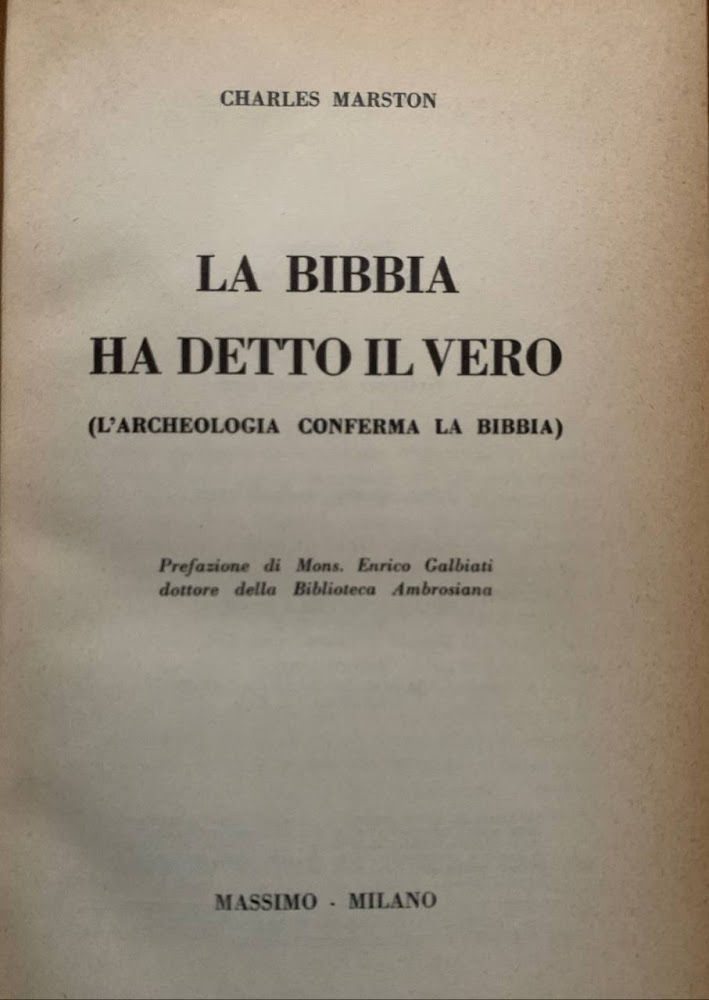 CHARLES MARSTON
LA BIBBIA
HA DETTO IL VERO
(L'ARCHEOLOGIA CONFERMA LA BIBBIA)
Prefazione di Mons. Enrico Galbiati
dottore della Biblioteca Ambrosiana
MASSIMO - MILANO